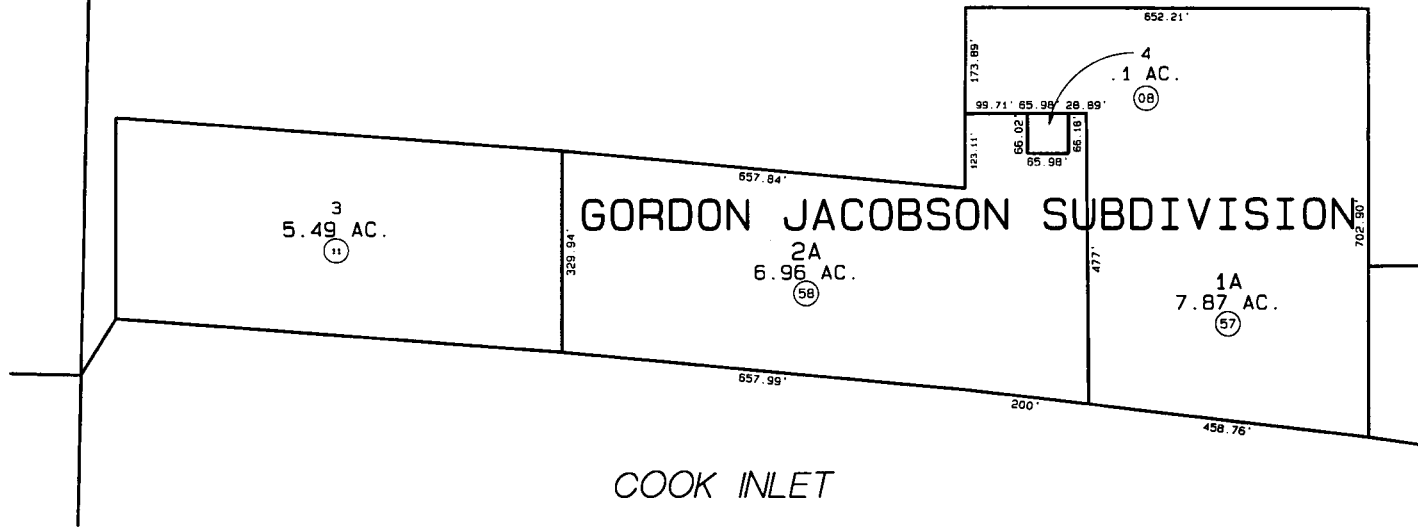 652.21'
173.89'
4
.1 AC.
08
99.71' 65.98' 28.89'
123.11'
66.02'
66.16'
65.98'
657.84'
GORDON JACOBSON SUBDIVISION
3
5.49 AC.
11
329.94'
2A
6.96 AC.
58
477'
702.90'
1A
7.87 AC.
57
657.99'
200'
458.76'
COOK INLET